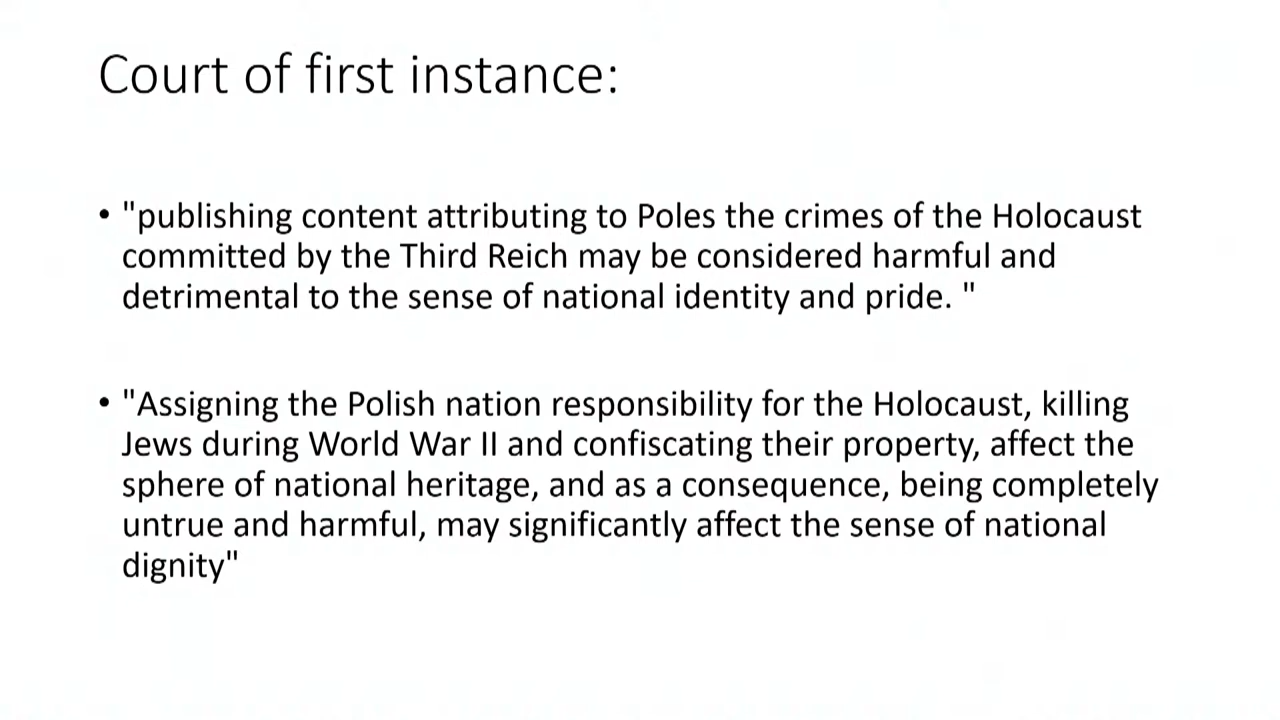 Court of first instance:
• "publishing content attributing to Poles the crimes of the Holocaust
committed by the Third Reich may be considered harmful and
detrimental to the sense of national identity and pride. "
• "Assigning the Polish nation responsibility for the Holocaust, killing
Jews during World War II and confiscating their property, affect the
sphere of national heritage, and as a consequence, being completely
untrue and harmful, may significantly affect the sense of national
dignity"